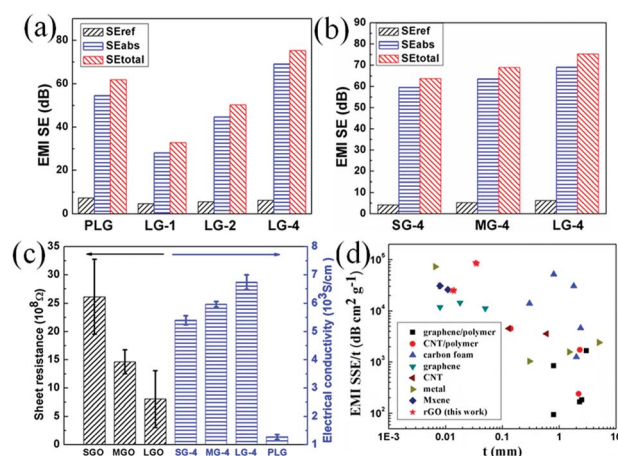 (a)
SEref
SEabs
SEtotal
EMI SE (dB)
80
60
40
20
0
PLG LG-1 LG-2 LG-4
(b)
SEref
SEabs
SEtotal
EMI SE (dB)
90
80
70
60
50
40
30
20
10
0
SG-4 MG-4 LG-4
(c)
Sheet resistance (10⁸Ω)
35
30
25
20
15
10
5
0
SGO MGO LGO SG-4 MG-4 LG-4 PLG
8
7
6
5
4
3
2
1
Electrical conductivity (10³S/cm)
(d)
EMI SSE/t (dB cm² g⁻¹)
10⁵
10⁴
10³
10²
graphene/polymer
CNT/polymer
carbon foam
graphene
CNT
metal
Mxene
rGO (this work)
1E-3 0.01 0.1 1
t (mm)